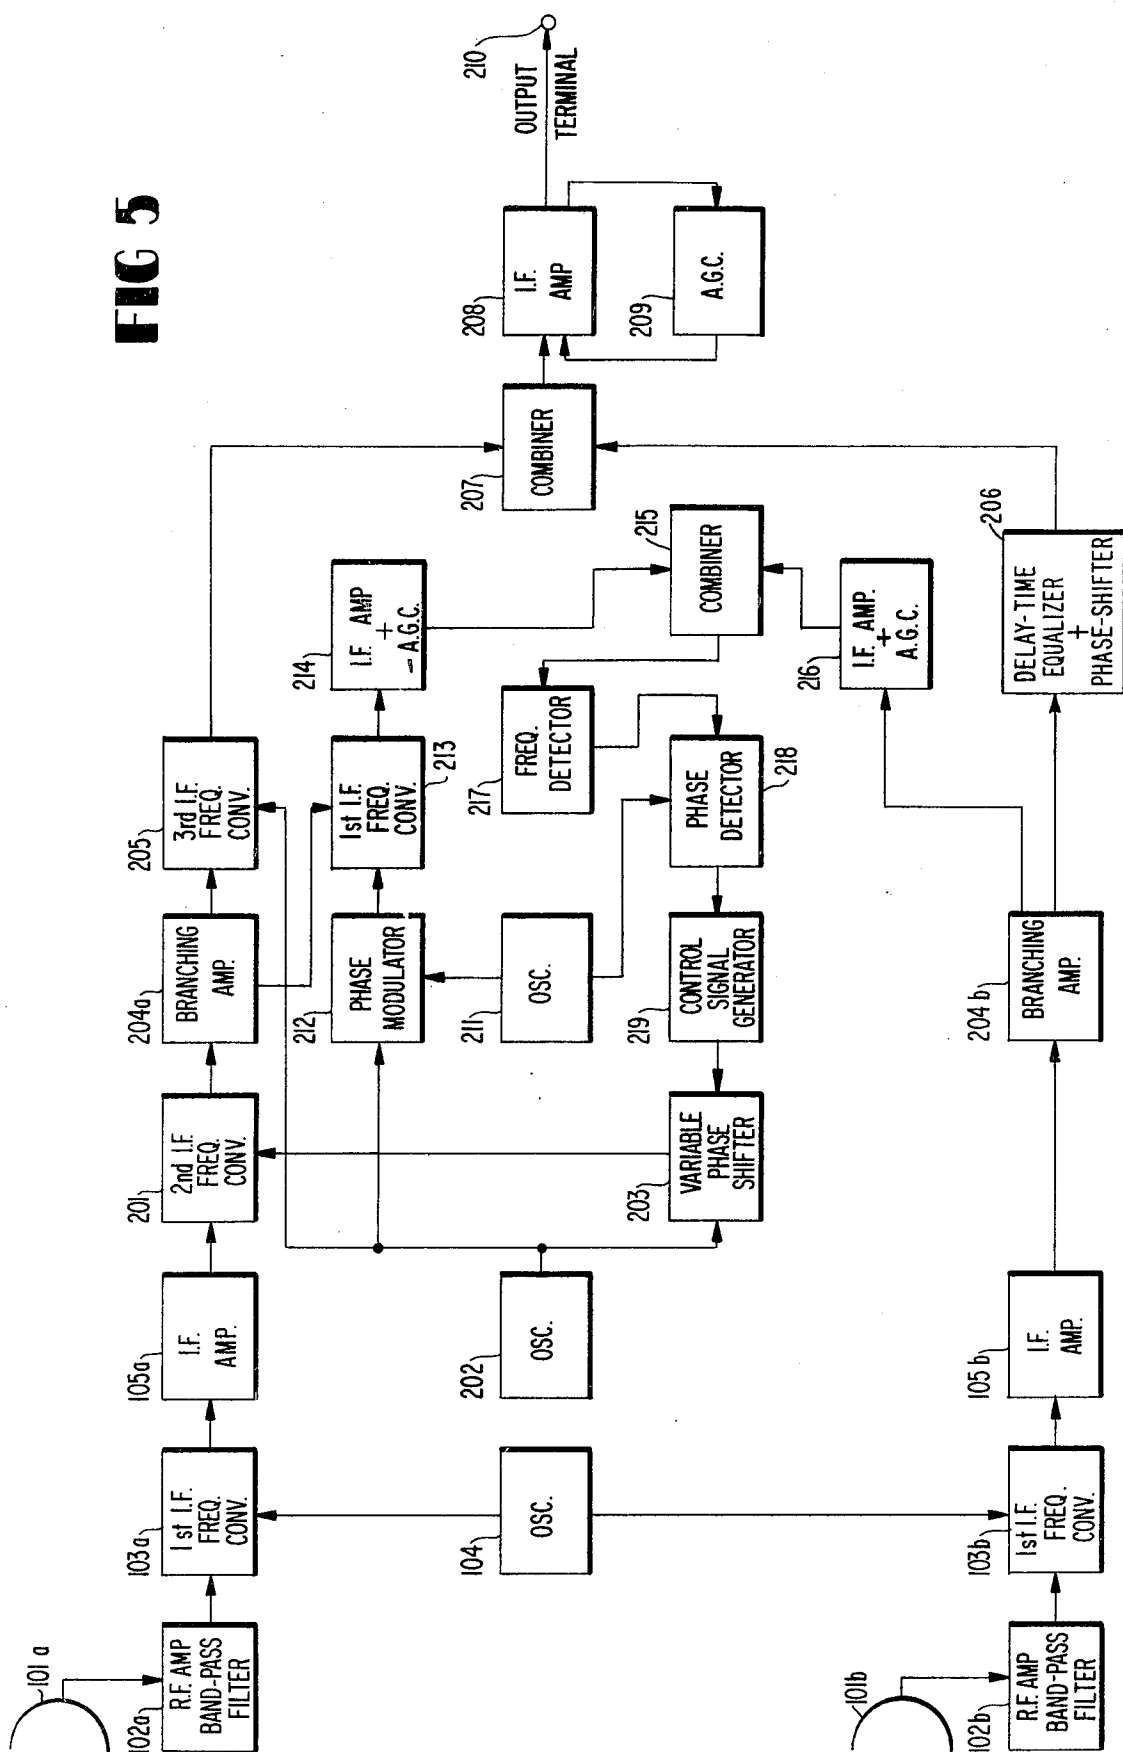 FIG 5
101a
102a
R.F. AMP
BAND-PASS
FILTER
103a
1st I.F.
FREQ.
CONV.
105a
I.F.
AMP.
201
2nd I.F
FREQ.
CONV.
204a
BRANCHING
AMP.
205
3rd I.F.
FREQ.
CONV.
212
PHASE
MODULATOR
1st I.F.
FREQ.
CONV.
213
214
I.F. AMP
+
A.G.C.
104
OSC.
202
OSC.
211
OSC.
217
FREQ.
DETECTOR
207
COMBINER
208
I.F.
AMP
OUTPUT
TERMINAL
210
203
VARIABLE
PHASE
SHIFTER
219
CONTROL
SIGNAL
GENERATOR
PHASE
DETECTOR
218
215
COMBINER
209
A.G.C.
216
I.F. AMP.
+
A.G.C.
101b
102b
R.F. AMP
BAND-PASS
FILTER
103b
1st I.F.
FREQ.
CONV.
105b
I.F.
AMP.
204b
BRANCHING
AMP.
206
DELAY-TIME
EQUALIZER
+
PHASE-SHIFTER